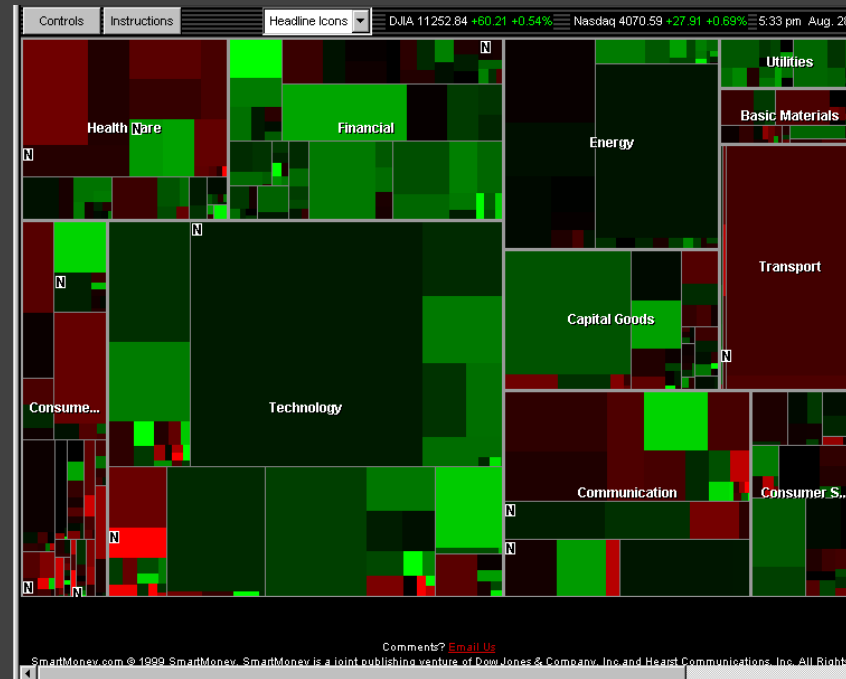 Controls Instructions Headline Icons DJIA 11252.84 +60.21 +0.54% Nasdaq 4070.59 +27.91 +0.69% 5:33 pm Aug. 28
Utilities
N
Basic Materials
Health Care
N
Financial
Energy
N
N
Transport
N
Capital Goods
N
Consume...
Technology
Communication
Consumer S...
N
N
N
N
N
Comments? Email Us
SmartMoney.com © 1999 SmartMoney. SmartMoney is a joint publishing venture of Dow Jones & Company, Inc.and Hearst Communications, Inc. All Rights